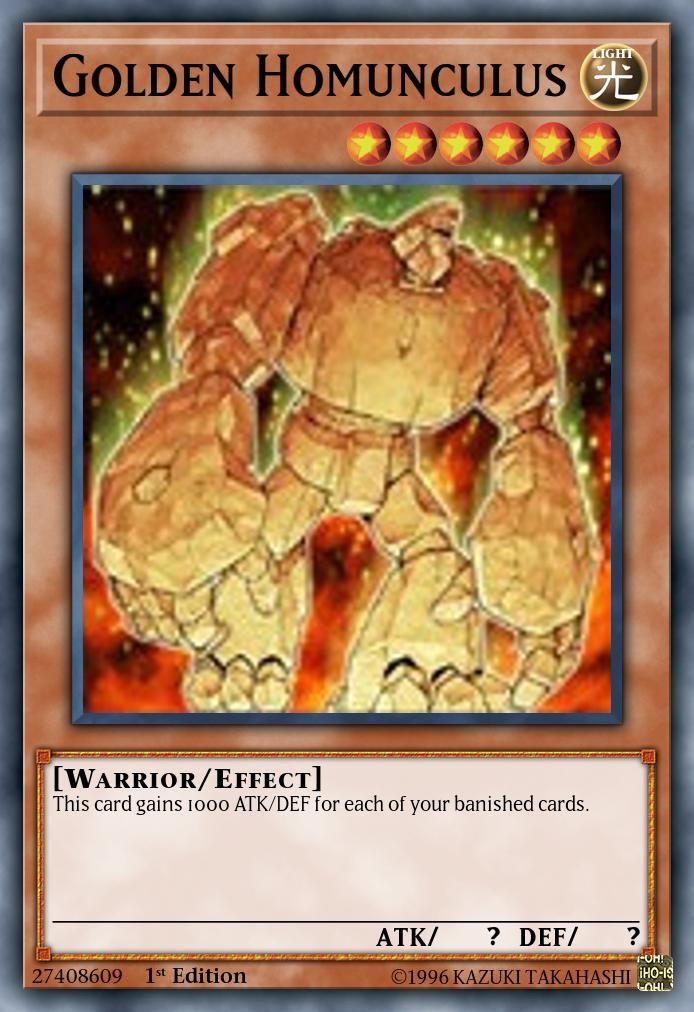 GOLDEN HOMUNCULUS
LIGHT
光
[WARRIOR/EFFECT]
This card gains 1000 ATK/DEF for each of your banished cards.
ATK/ ? DEF/ ?
27408609 1st Edition ©1996 KAZUKI TAKAHASHI